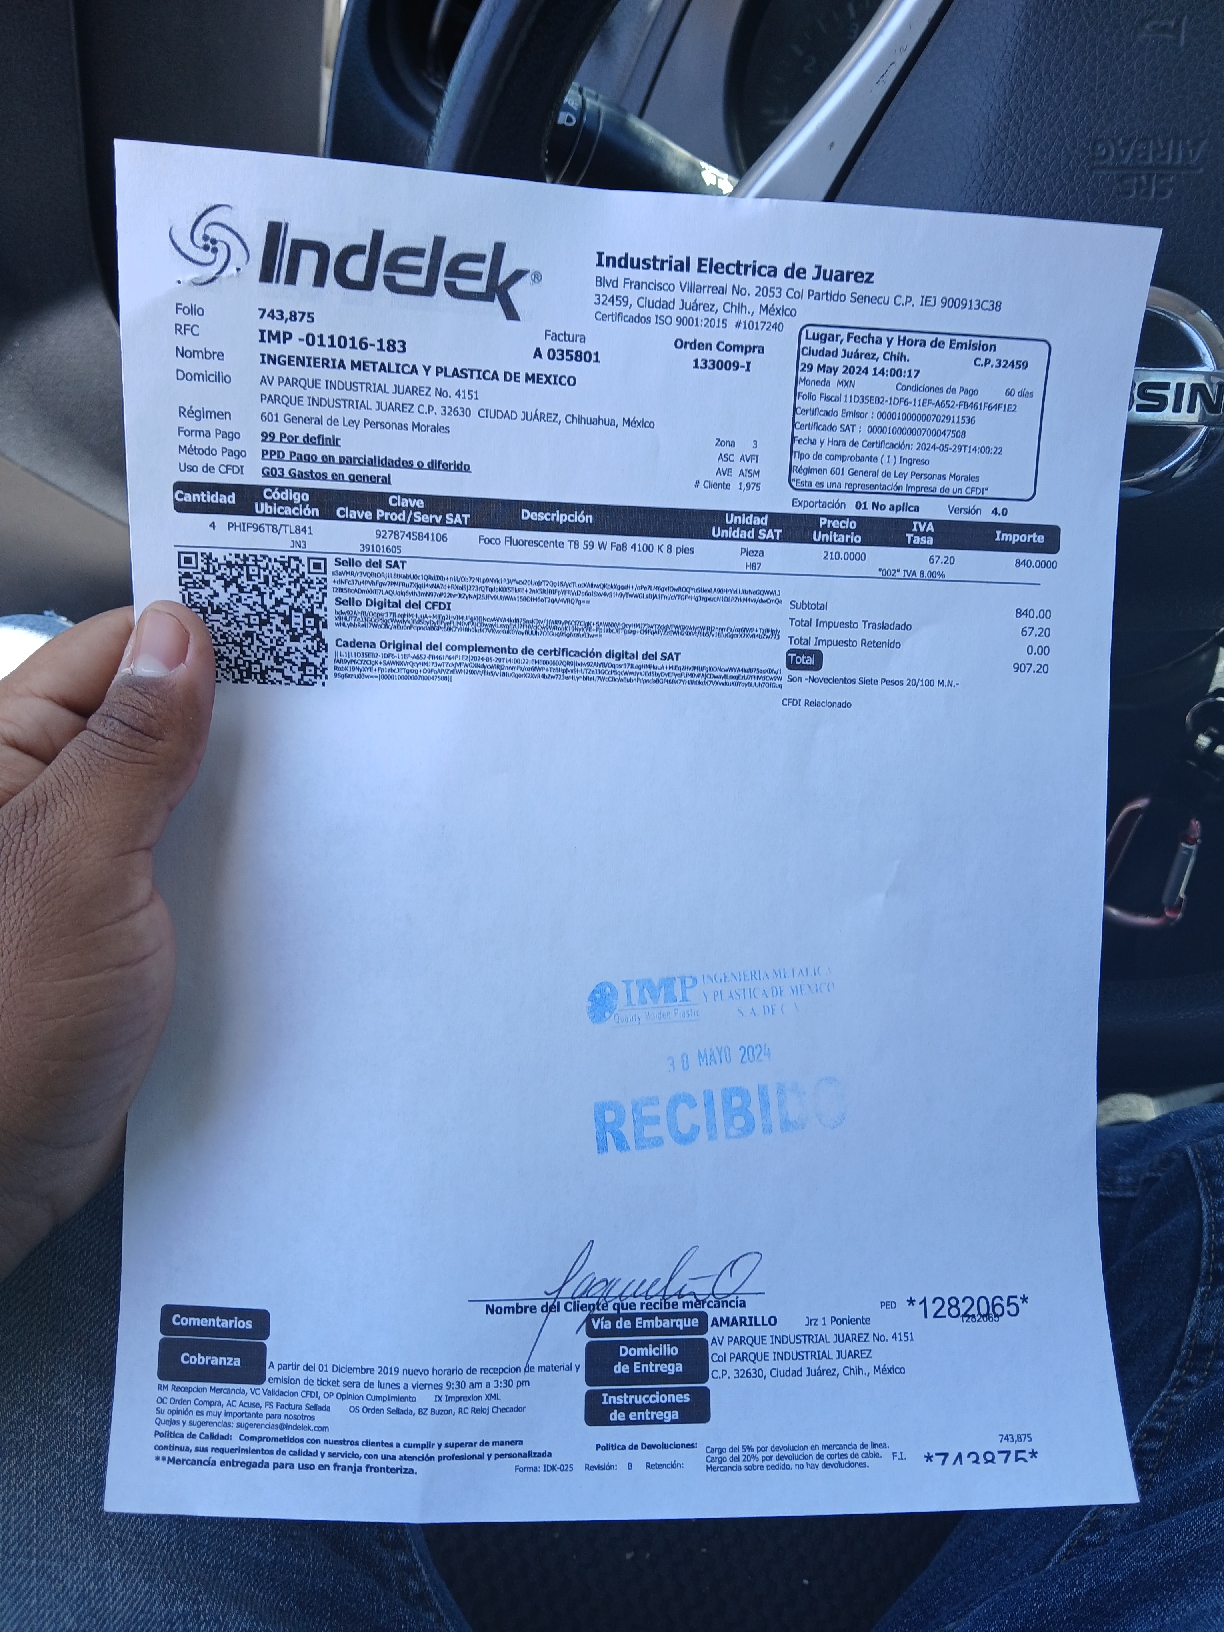 Indelek®
Industrial Electrica de Juarez
Blvd Francisco Villarreal No. 2053 Col Partido Senecu C.P. IEJ 900913C38
32459, Ciudad Juárez, Chih., México
Certificados ISO 9001:2015 #1017240
Folio 743,875
RFC IMP -011016-183
Factura
A 035801
Orden Compra
133009-I
Nombre INGENIERIA METALICA Y PLASTICA DE MEXICO
Domicilio AV PARQUE INDUSTRIAL JUAREZ No. 4151
PARQUE INDUSTRIAL JUAREZ C.P. 32630 CIUDAD JUÁREZ, Chihuahua, México
Régimen 601 General de Ley Personas Morales
Forma Pago 99 Por definir
Método Pago PPD Pago en parcialidades o diferido
Uso de CFDI G03 Gastos en general
Zona 3
ASC AVFI
AVE AISM
# Cliente 1,975
Lugar, Fecha y Hora de Emision
Ciudad Juárez, Chih. C.P.32459
29 May 2024 14:00:17
Moneda MXN Condiciones de Pago 60 días
Folio Fiscal 11D35EB2-1DF6-11EF-A652-FB461F64F1E2
Certificado Emisor : 00001000000702911536
Certificado SAT : 00001000000700047508
Fecha y Hora de Certificación: 2024-05-29T14:00:22
Tipo de comprobante ( I ) Ingreso
Régimen 601 General de Ley Personas Morales
"Esta es una representación impresa de un CFDI"
Exportación 01 No aplica Versión 4.0
Cantidad Código Ubicación Clave Clave Prod/Serv SAT Descripción Unidad Unidad SAT Precio Unitario IVA Tasa Importe
4 PHIF96T8/TL841 927874584106 Foco Fluorescente T8 59 W Fa8 4100 K 8 pies Pieza 210.0000 67.20 840.0000
JN3 39101605 H87 "002" IVA 8.00%
Sello del SAT
Sello Digital del CFDI
Cadena Original del complemento de certificación digital del SAT
Subtotal 840.00
Total Impuesto Trasladado 67.20
Total Impuesto Retenido 0.00
Total 907.20
Son -Novecientos Siete Pesos 20/100 M.N.-
CFDI Relacionado
IMP INGENIERIA METALIC
Y PLASTICA DE MEXICO
Quality Molded Plastic S.A. DE C.V
30 MAYO 2024
RECIBIDO
Nombre del Cliente que recibe mercancia
PED *1282065*
1282065
Comentarios
Vía de Embarque AMARILLO Jrz 1 Poniente
Cobranza
Domicilio de Entrega AV PARQUE INDUSTRIAL JUAREZ No. 4151
Col PARQUE INDUSTRIAL JUAREZ
C.P. 32630, Ciudad Juárez, Chih., México
A partir del 01 Diciembre 2019 nuevo horario de recepcion de material y
emision de ticket sera de lunes a viernes 9:30 am a 3:30 pm
Instrucciones de entrega
RM Recepcion Mercancia, VC Validacion CFDI, OP Opinion Cumplimiento IX Impresion XML
OC Orden Compra, AC Acuse, FS Factura Sellada OS Orden Sellada, BZ Buzon, RC Reloj Checador
Su opinión es muy importante para nosotros
Quejas y sugerencias: sugerencias@indelek.com
Politica de Calidad: Comprometidos con nuestros clientes a cumplir y superar de manera
continua, sus requerimientos de calidad y servicio, con una atención profesional y personalizada
**Mercancía entregada para uso en franja fronteriza.
Forma: IDK-025 Revisión: B Retención:
Política de Devoluciones: Cargo del 5% por devolucion en mercancia de linea.
Cargo del 20% por devolucion de cortes de cable. F.I.
Mercancia sobre pedido, no hay devoluciones.
743,875
*743875*
SRS
AIRBAG